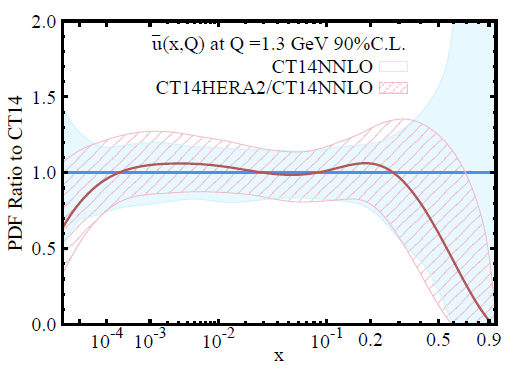 2.0
1.5
1.0
0.5
0.0
PDF Ratio to CT14
u̅(x,Q) at Q =1.3 GeV 90%C.L.
CT14NNLO
CT14HERA2/CT14NNLO
10⁻⁴ 10⁻³ 10⁻² 10⁻¹ 0.2 0.5 0.9
x